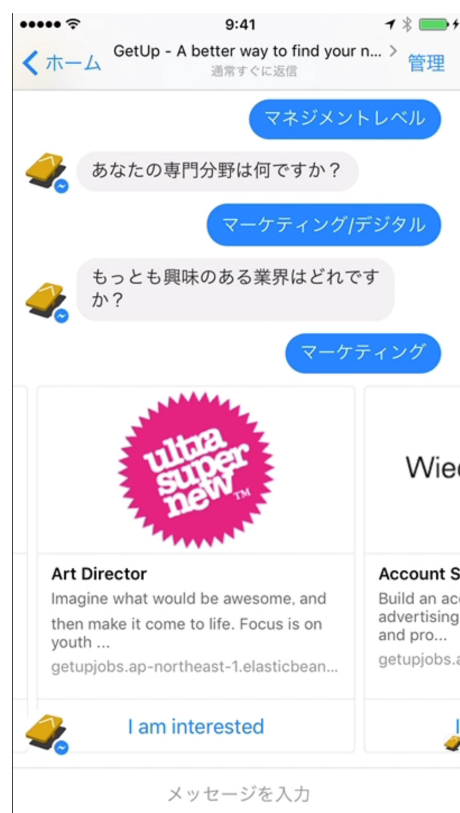 9:41
ホーム
GetUp - A better way to find your n...
通常すぐに返信
管理
マネジメントレベル
あなたの専門分野は何ですか？
マーケティング/デジタル
もっとも興味のある業界はどれです
か？
マーケティング
ultra
super
new™
Art Director
Imagine what would be awesome, and
then make it come to life. Focus is on
youth ...
getupjobs.ap-northeast-1.elasticbean...
I am interested
Account S
Build an ac
advertising
and pro...
getupjobs.a
メッセージを入力